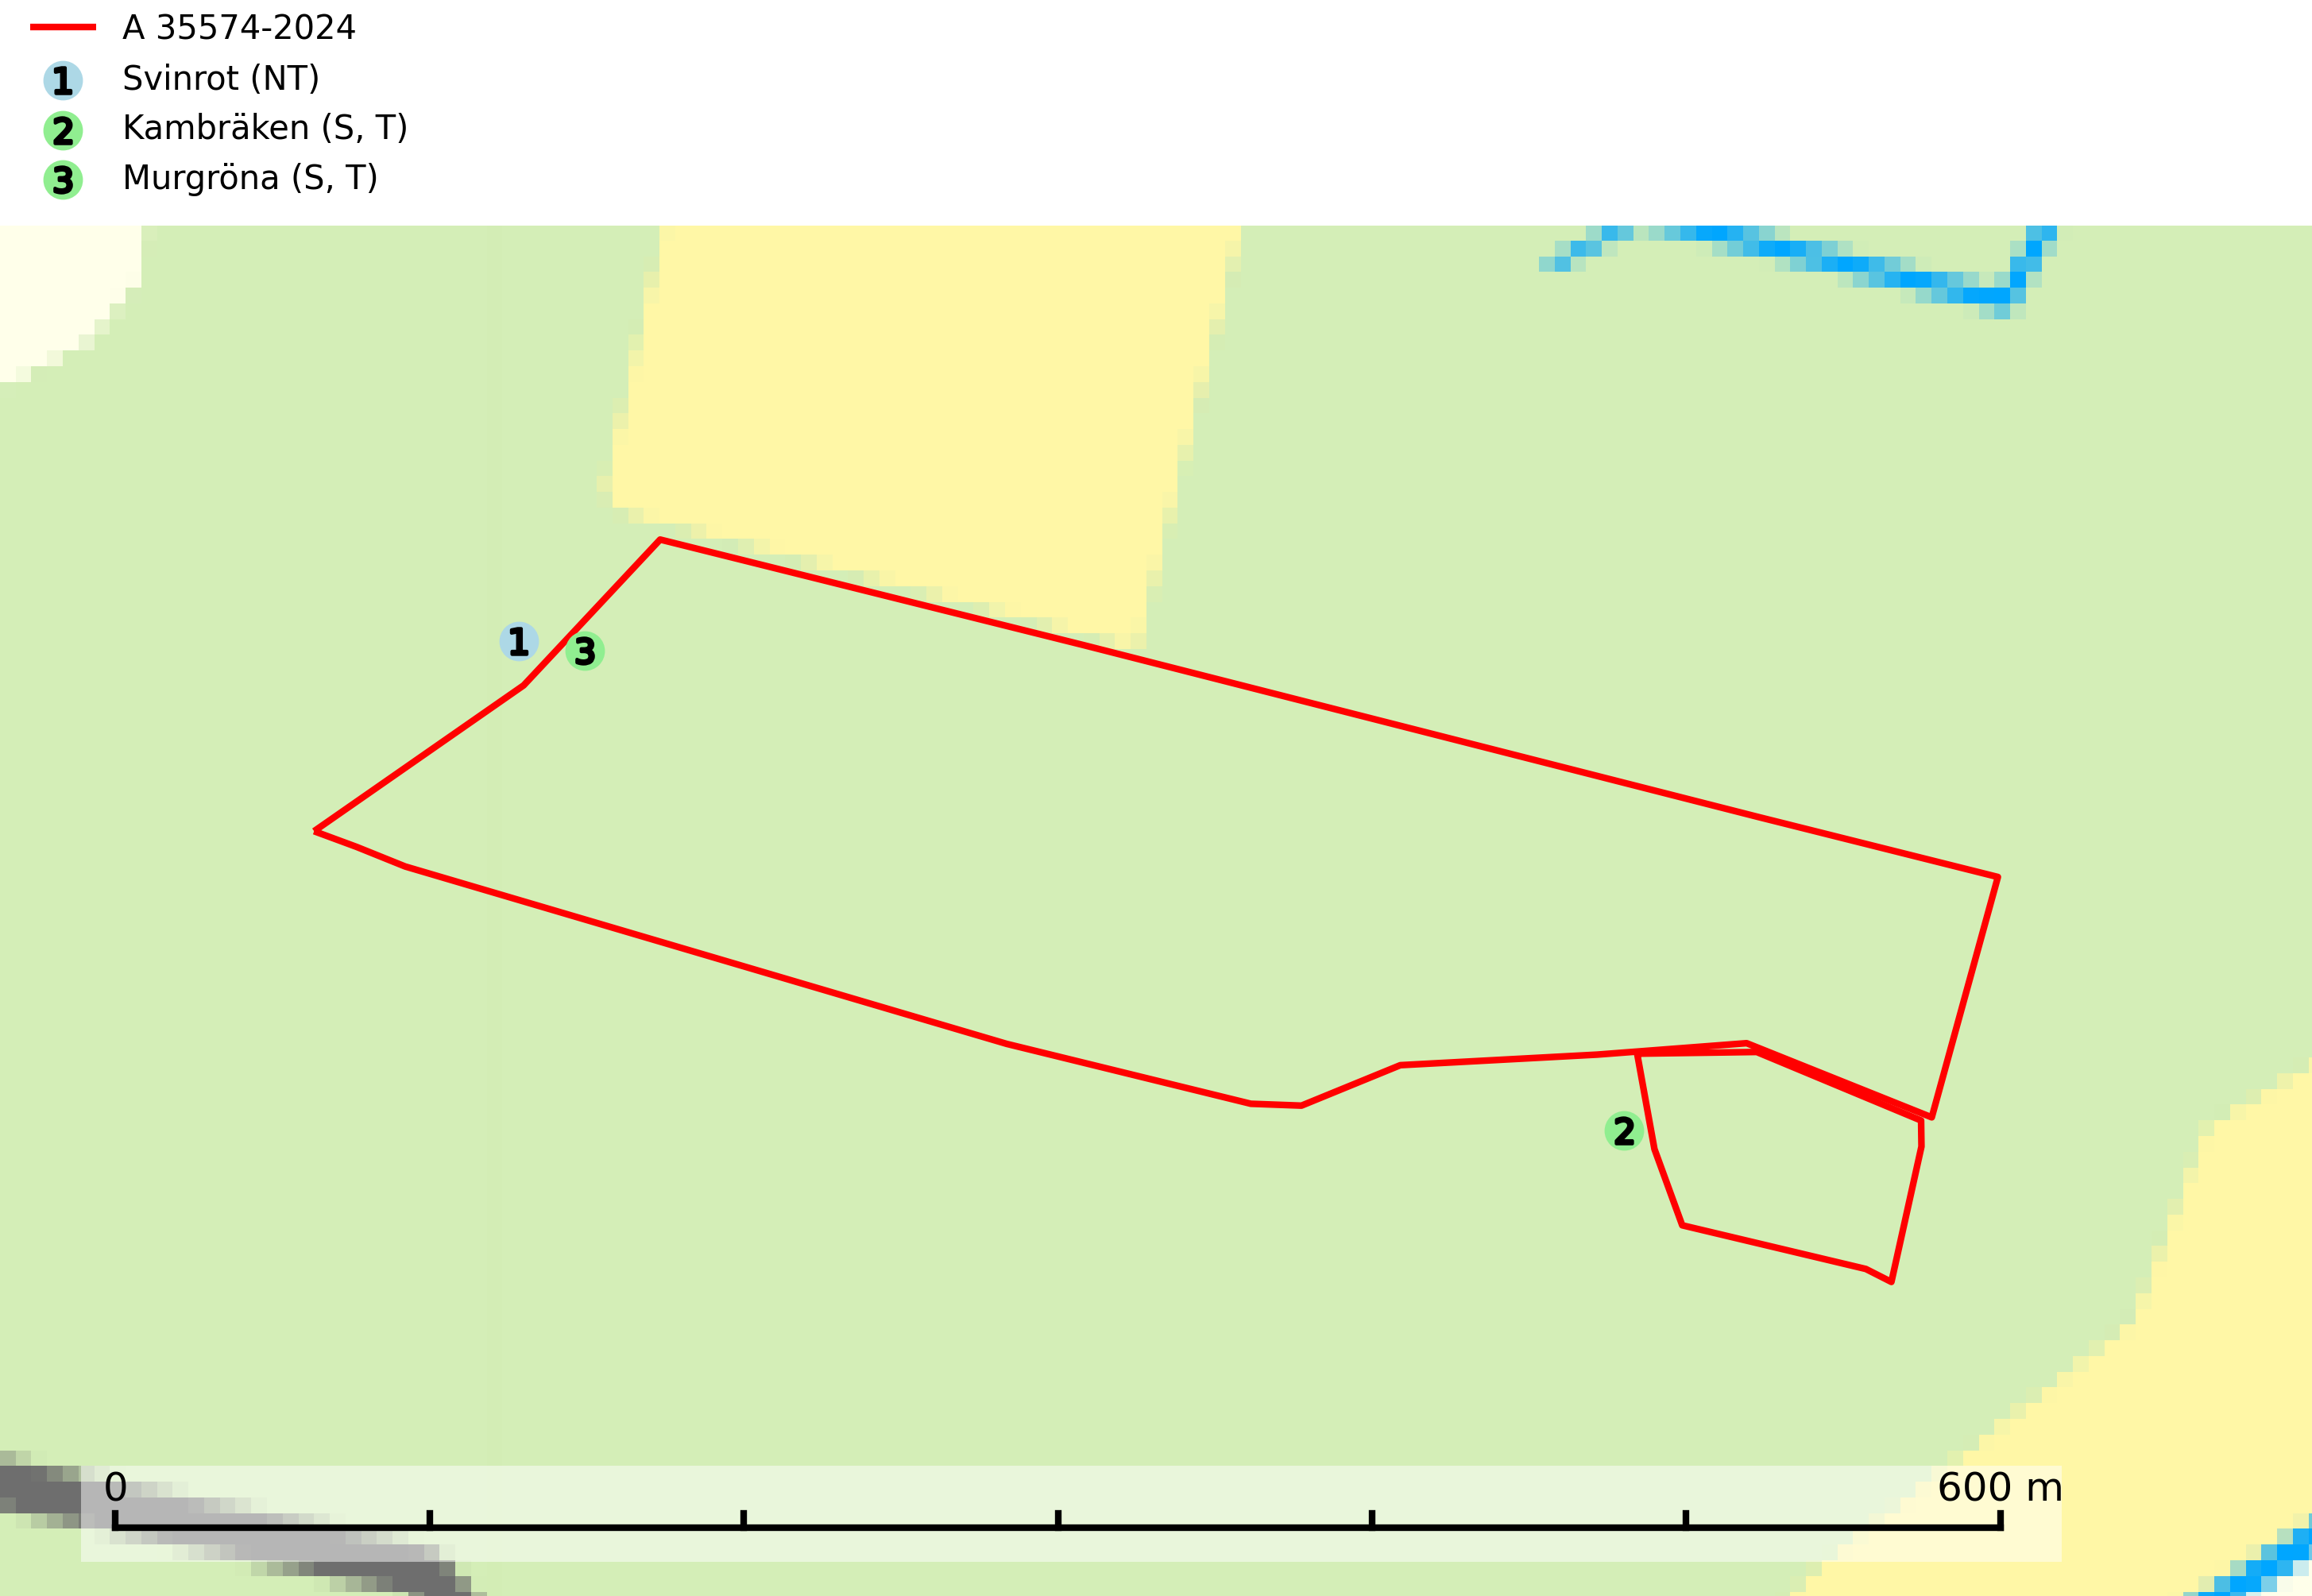 A 35574-2024
1 Svinrot (NT)
2 Kambräken (S, T)
3 Murgröna (S, T)
1
3
2
0 600 m